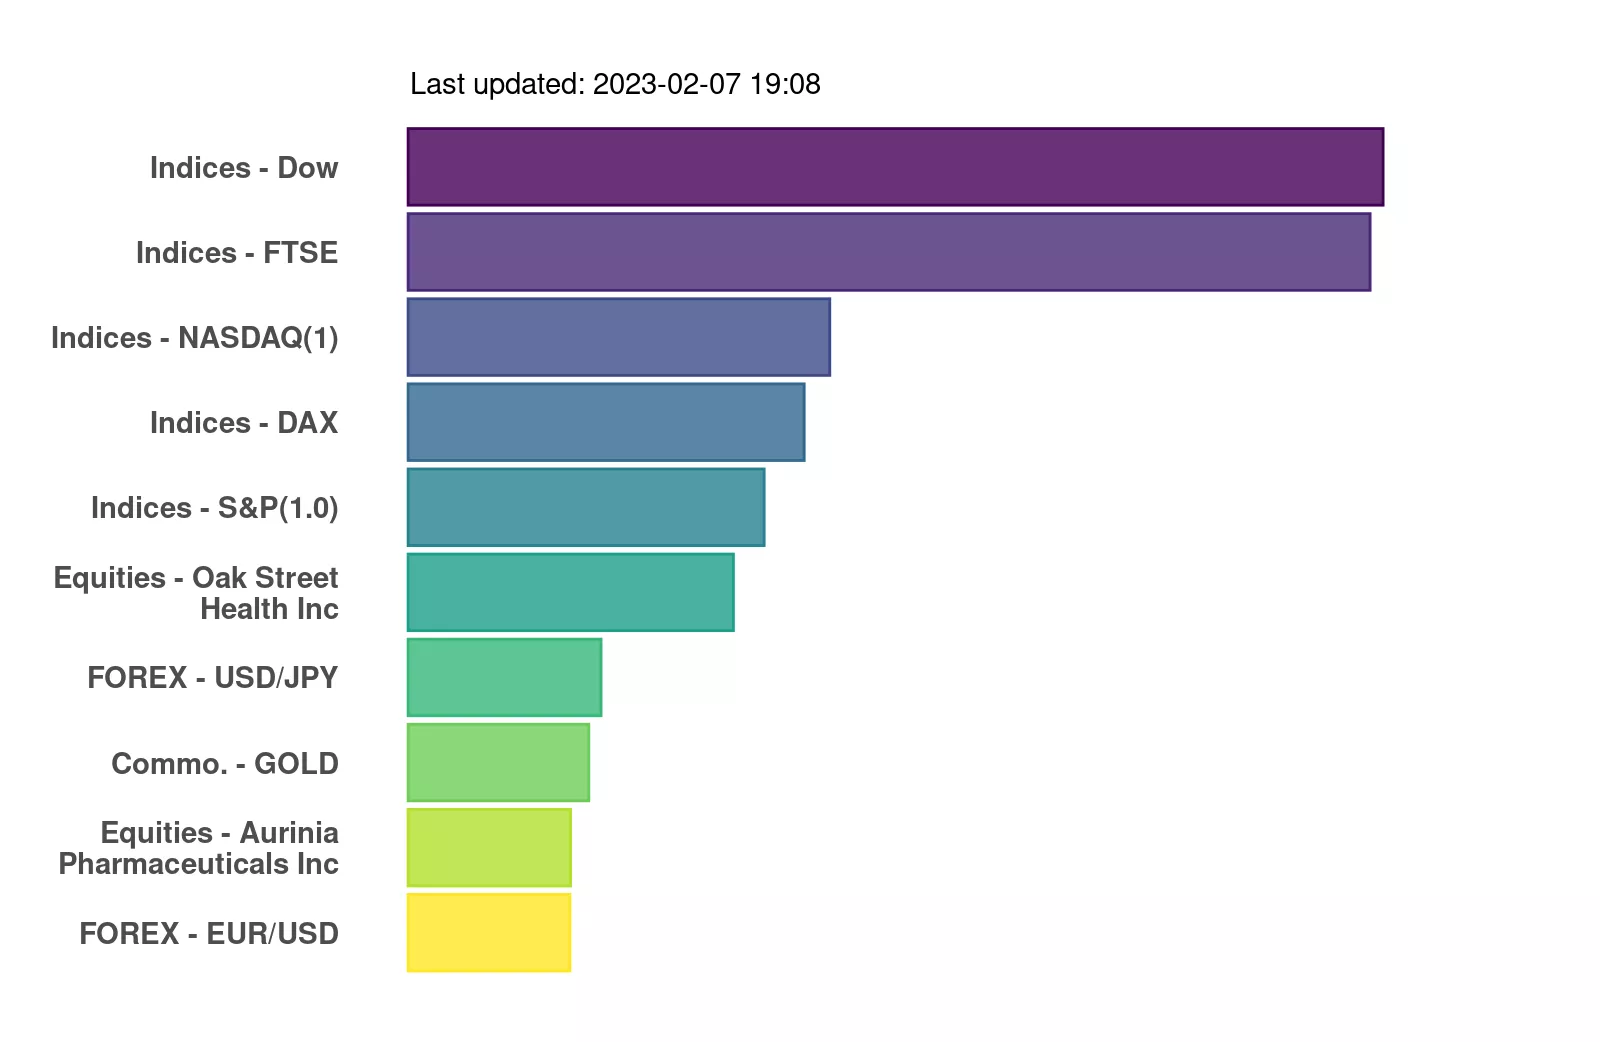 Last updated: 2023-02-07 19:08
Indices - Dow
Indices - FTSE
Indices - NASDAQ(1)
Indices - DAX
Indices - S&P(1.0)
Equities - Oak Street
Health Inc
FOREX - USD/JPY
Commo. - GOLD
Equities - Aurinia
Pharmaceuticals Inc
FOREX - EUR/USD